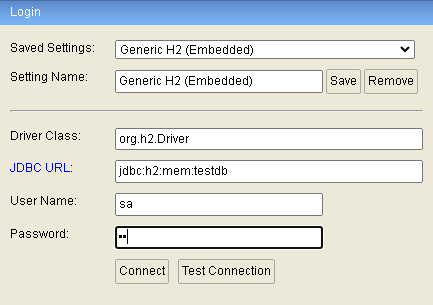 Login
Saved Settings: Generic H2 (Embedded)
Setting Name: Generic H2 (Embedded) Save Remove
Driver Class: org.h2.Driver
JDBC URL: jdbc:h2:mem:testdb
User Name: sa
Password: ••
Connect Test Connection